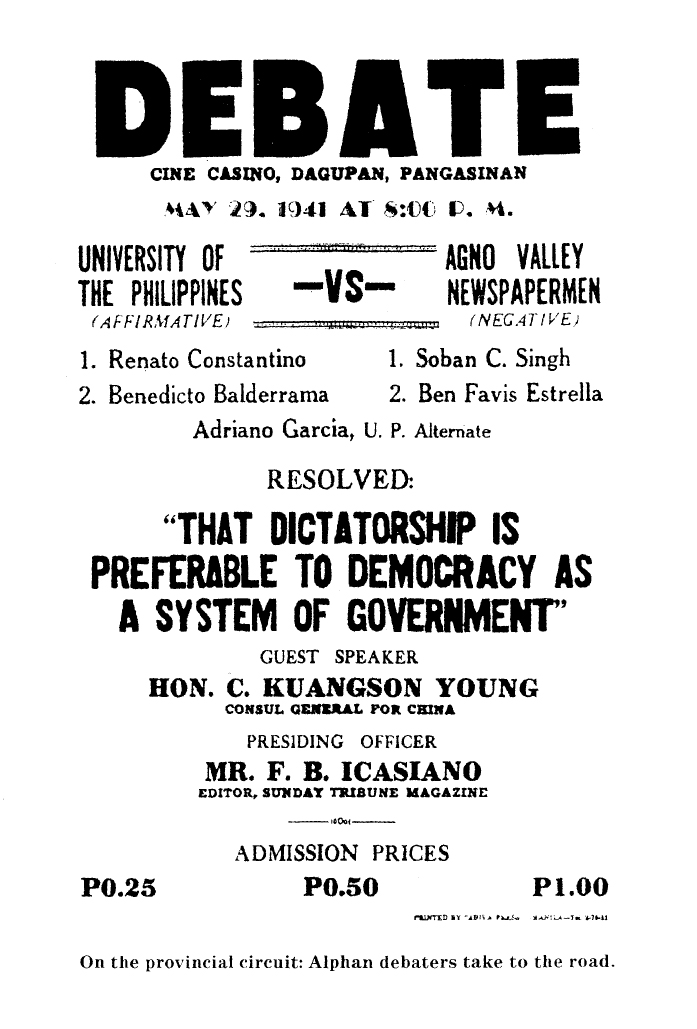 DEBATE
CINE CASINO, DAGUPAN, PANGASINAN
MAY 29, 1941 AT 8:00 P. M.
UNIVERSITY OF
THE PHILIPPINES
(AFFIRMATIVE)
—VS—
AGNO VALLEY
NEWSPAPERMEN
(NEGATIVE)
1. Renato Constantino
2. Benedicto Balderrama
1. Soban C. Singh
2. Ben Favis Estrella
Adriano Garcia, U. P. Alternate
RESOLVED:
"THAT DICTATORSHIP IS
PREFERABLE TO DEMOCRACY AS
A SYSTEM OF GOVERNMENT"
GUEST SPEAKER
HON. C. KUANGSON YOUNG
CONSUL GENERAL FOR CHINA
PRESIDING OFFICER
MR. F. B. ICASIANO
EDITOR, SUNDAY TRIBUNE MAGAZINE
ADMISSION PRICES
P0.25 P0.50 P1.00
PRINTED BY MANILA—Tel.
On the provincial circuit: Alphan debaters take to the road.